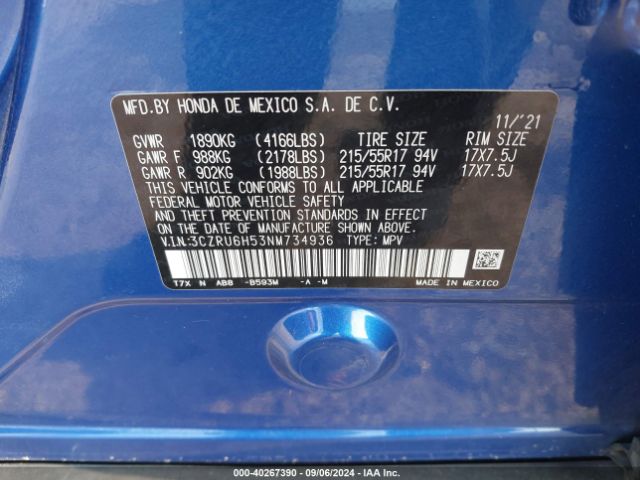 MFD.BY HONDA DE MEXICO S.A. DE C.V.
11/'21
GVWR 1890KG (4166LBS) TIRE SIZE RIM SIZE
GAWR F 988KG (2178LBS) 215/55R17 94V 17X7.5J
GAWR R 902KG (1988LBS) 215/55R17 94V 17X7.5J
THIS VEHICLE CONFORMS TO ALL APPLICABLE
FEDERAL MOTOR VEHICLE SAFETY
AND THEFT PREVENTION STANDARDS IN EFFECT
ON THE DATE OF MANUFACTURE SHOWN ABOVE.
V.I.N:3CZRU6H53NM734936 TYPE: MPV
T7X N ABB -B593M -A -M MADE IN MEXICO
000-40267390 - 09/06/2024 - IAA Inc.